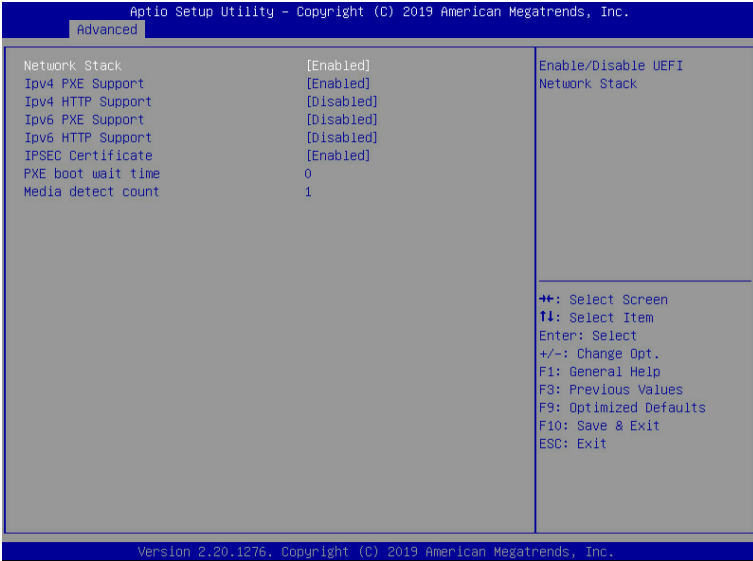 Aptio Setup Utility – Copyright (C) 2019 American Megatrends, Inc.
Advanced
Network Stack [Enabled]
Ipv4 PXE Support [Enabled]
Ipv4 HTTP Support [Disabled]
Ipv6 PXE Support [Disabled]
Ipv6 HTTP Support [Disabled]
IPSEC Certificate [Enabled]
PXE boot wait time 0
Media detect count 1
Enable/Disable UEFI
Network Stack
→←: Select Screen
↑↓: Select Item
Enter: Select
+/-: Change Opt.
F1: General Help
F3: Previous Values
F9: Optimized Defaults
F10: Save & Exit
ESC: Exit
Version 2.20.1276. Copyright (C) 2019 American Megatrends, Inc.